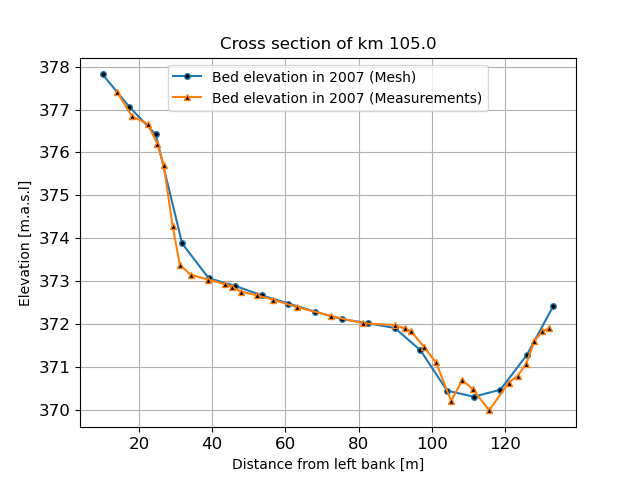 Cross section of km 105.0
Bed elevation in 2007 (Mesh)
Bed elevation in 2007 (Measurements)
Elevation [m.a.s.l]
378
377
376
375
374
373
372
371
370
20 40 60 80 100 120
Distance from left bank [m]